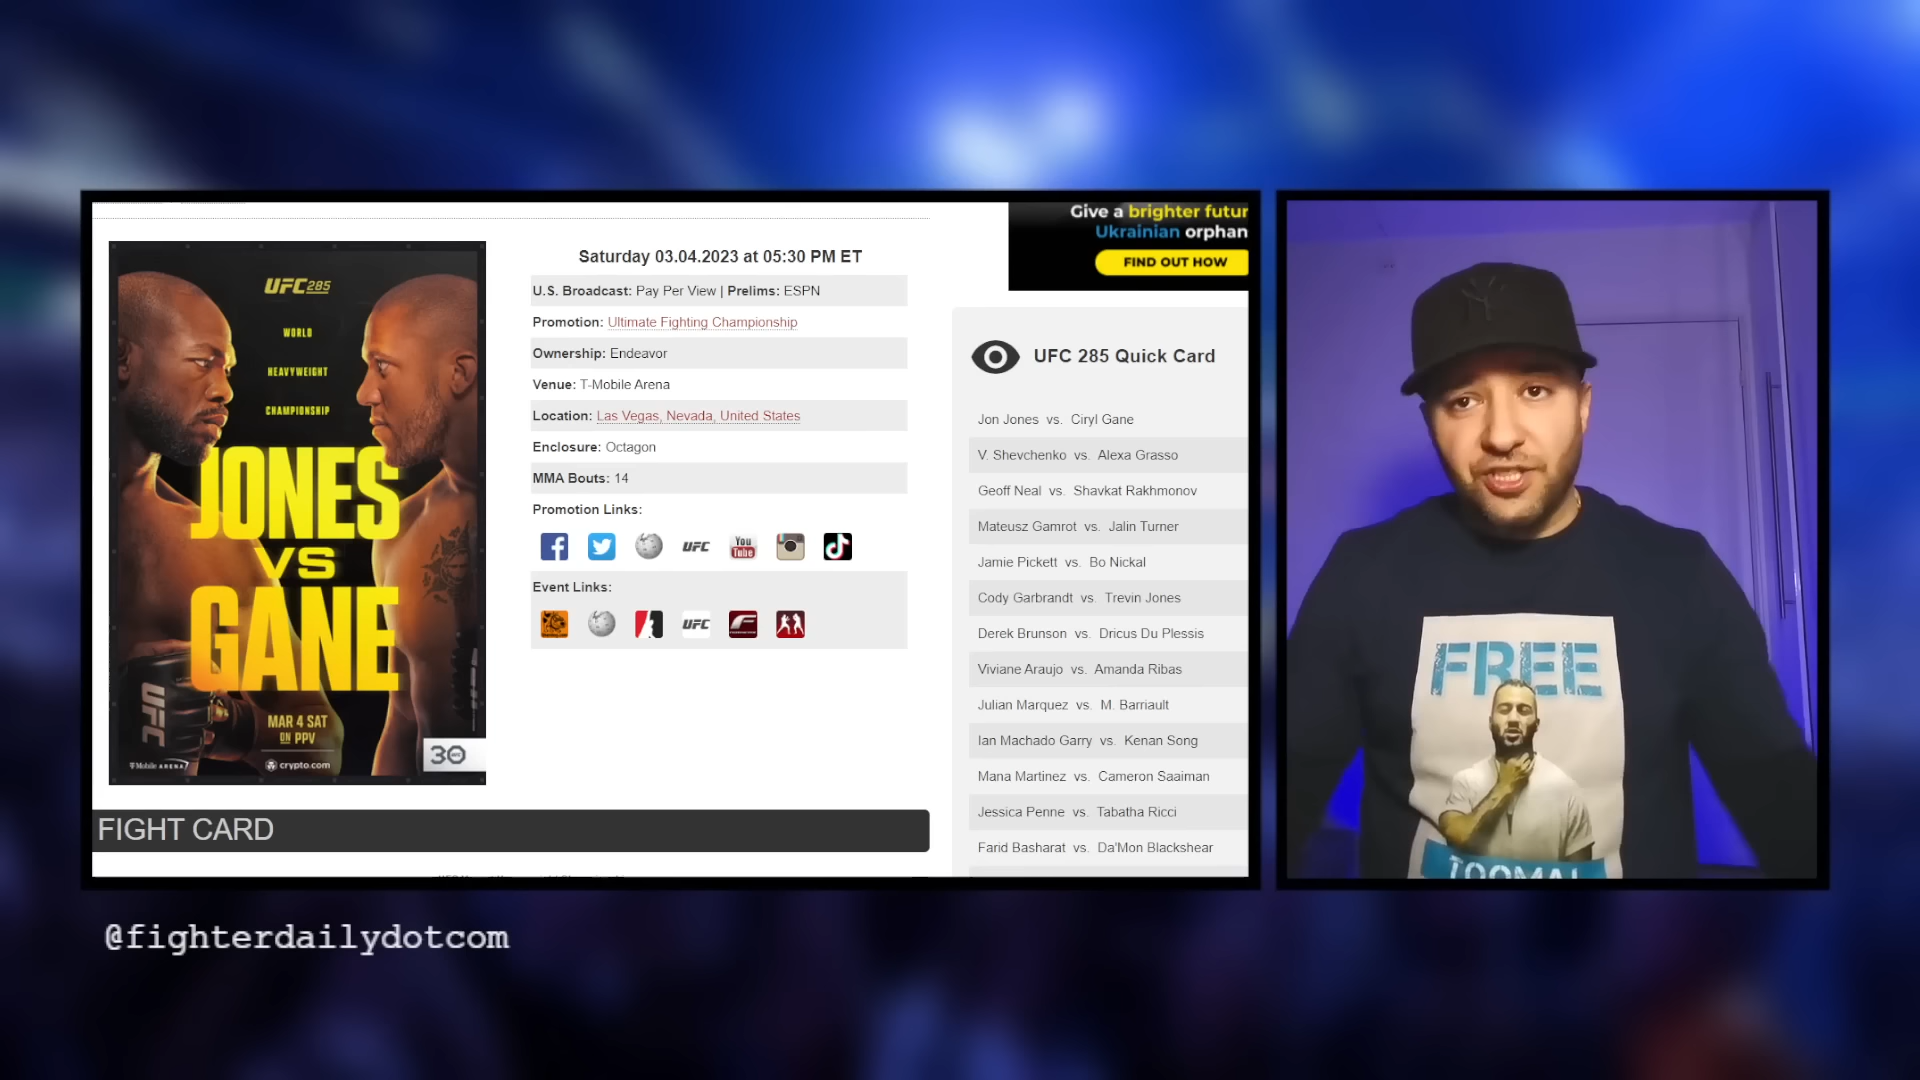 UFC 285
WORLD
HEAVYWEIGHT
CHAMPIONSHIP
JONES
VS
GANE
UFC
MAR 4 SAT
ON PPV
T-Mobile ARENA
crypto.com
30
Saturday 03.04.2023 at 05:30 PM ET
U.S. Broadcast: Pay Per View | Prelims: ESPN
Promotion: Ultimate Fighting Championship
Ownership: Endeavor
Venue: T-Mobile Arena
Location: Las Vegas, Nevada, United States
Enclosure: Octagon
MMA Bouts: 14
Promotion Links:
UFC
You
Tube
Event Links:
UFC
FIGHT CARD
Give a brighter futur
Ukrainian orphan
FIND OUT HOW
UFC 285 Quick Card
Jon Jones vs. Ciryl Gane
V. Shevchenko vs. Alexa Grasso
Geoff Neal vs. Shavkat Rakhmonov
Mateusz Gamrot vs. Jalin Turner
Jamie Pickett vs. Bo Nickal
Cody Garbrandt vs. Trevin Jones
Derek Brunson vs. Dricus Du Plessis
Viviane Araujo vs. Amanda Ribas
Julian Marquez vs. M. Barriault
Ian Machado Garry vs. Kenan Song
Mana Martinez vs. Cameron Saaiman
Jessica Penne vs. Tabatha Ricci
Farid Basharat vs. Da'Mon Blackshear
NY
FREE
TOOMAJ
@fighterdailydotcom